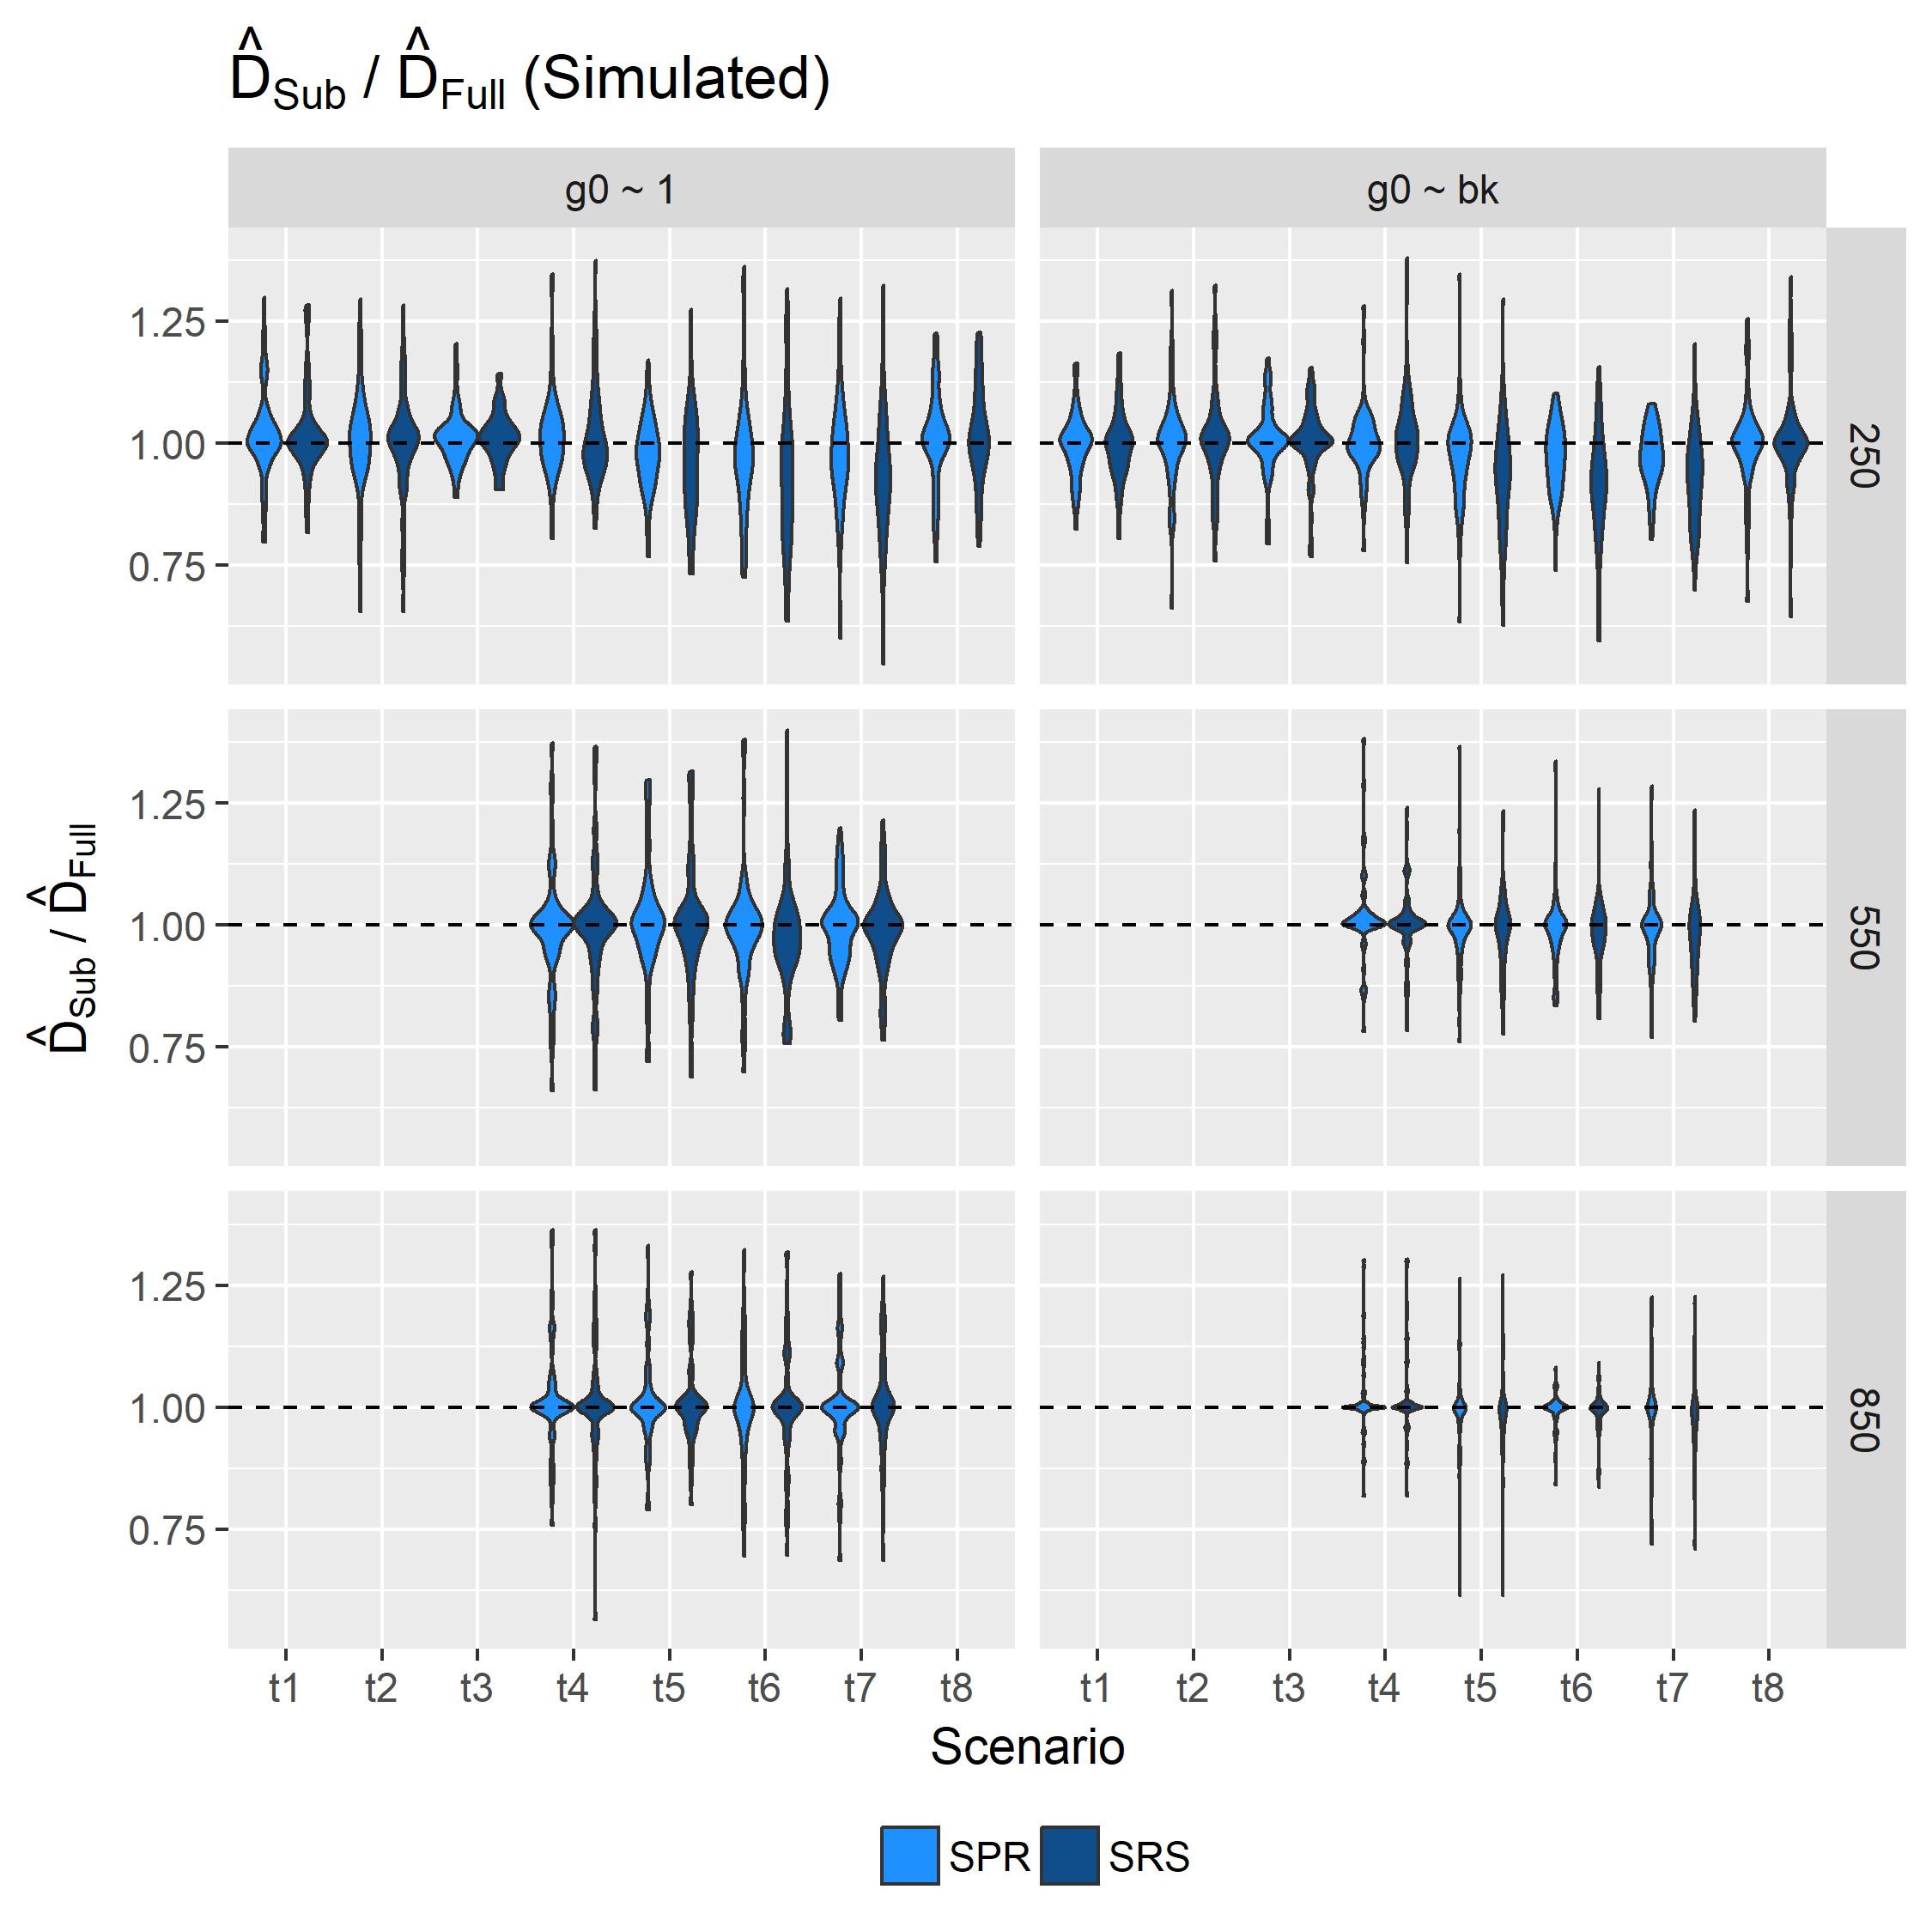 D̂Sub / D̂Full (Simulated)
g0 ~ 1
g0 ~ bk
1.25
1.00
0.75
250
D̂Sub / D̂Full
1.25
1.00
0.75
550
1.25
1.00
0.75
850
t1 t2 t3 t4 t5 t6 t7 t8
t1 t2 t3 t4 t5 t6 t7 t8
Scenario
SPR SRS